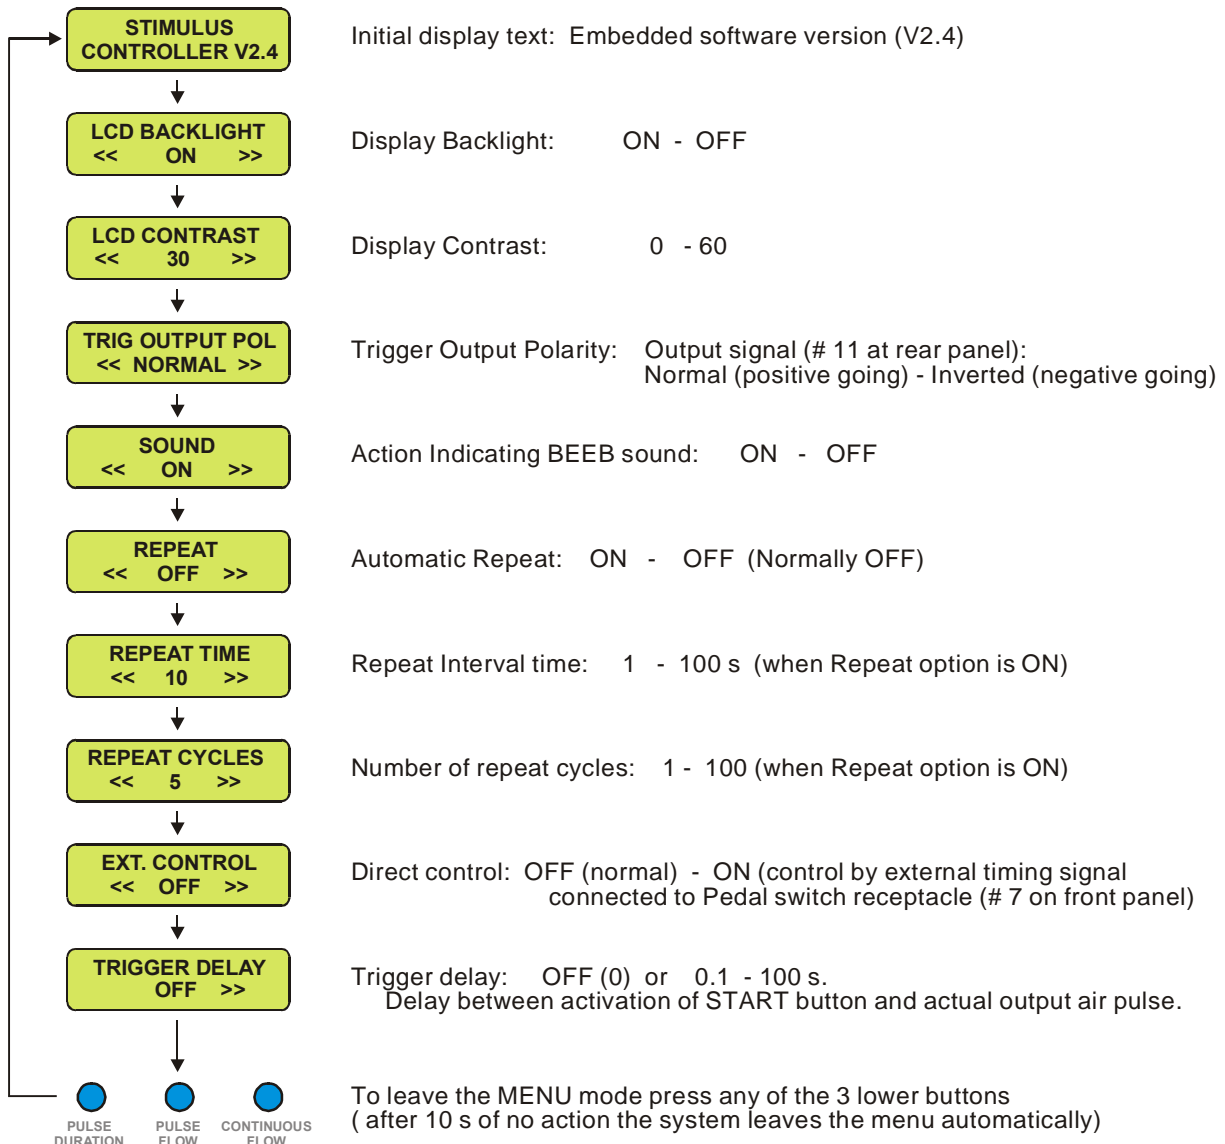 STIMULUS
CONTROLLER V2.4
Initial display text: Embedded software version (V2.4)
LCD BACKLIGHT
<< ON >>
Display Backlight: ON - OFF
LCD CONTRAST
<< 30 >>
Display Contrast: 0 - 60
TRIG OUTPUT POL
<< NORMAL >>
Trigger Output Polarity: Output signal (# 11 at rear panel):
Normal (positive going) - Inverted (negative going)
SOUND
<< ON >>
Action Indicating BEEB sound: ON - OFF
REPEAT
<< OFF >>
Automatic Repeat: ON - OFF (Normally OFF)
REPEAT TIME
<< 10 >>
Repeat Interval time: 1 - 100 s (when Repeat option is ON)
REPEAT CYCLES
<< 5 >>
Number of repeat cycles: 1 - 100 (when Repeat option is ON)
EXT. CONTROL
<< OFF >>
Direct control: OFF (normal) - ON (control by external timing signal
connected to Pedal switch receptacle (# 7 on front panel)
TRIGGER DELAY
OFF >>
Trigger delay: OFF (0) or 0.1 - 100 s.
Delay between activation of START button and actual output air pulse.
To leave the MENU mode press any of the 3 lower buttons
( after 10 s of no action the system leaves the menu automatically)
PULSE DURATION
PULSE FLOW
CONTINUOUS FLOW